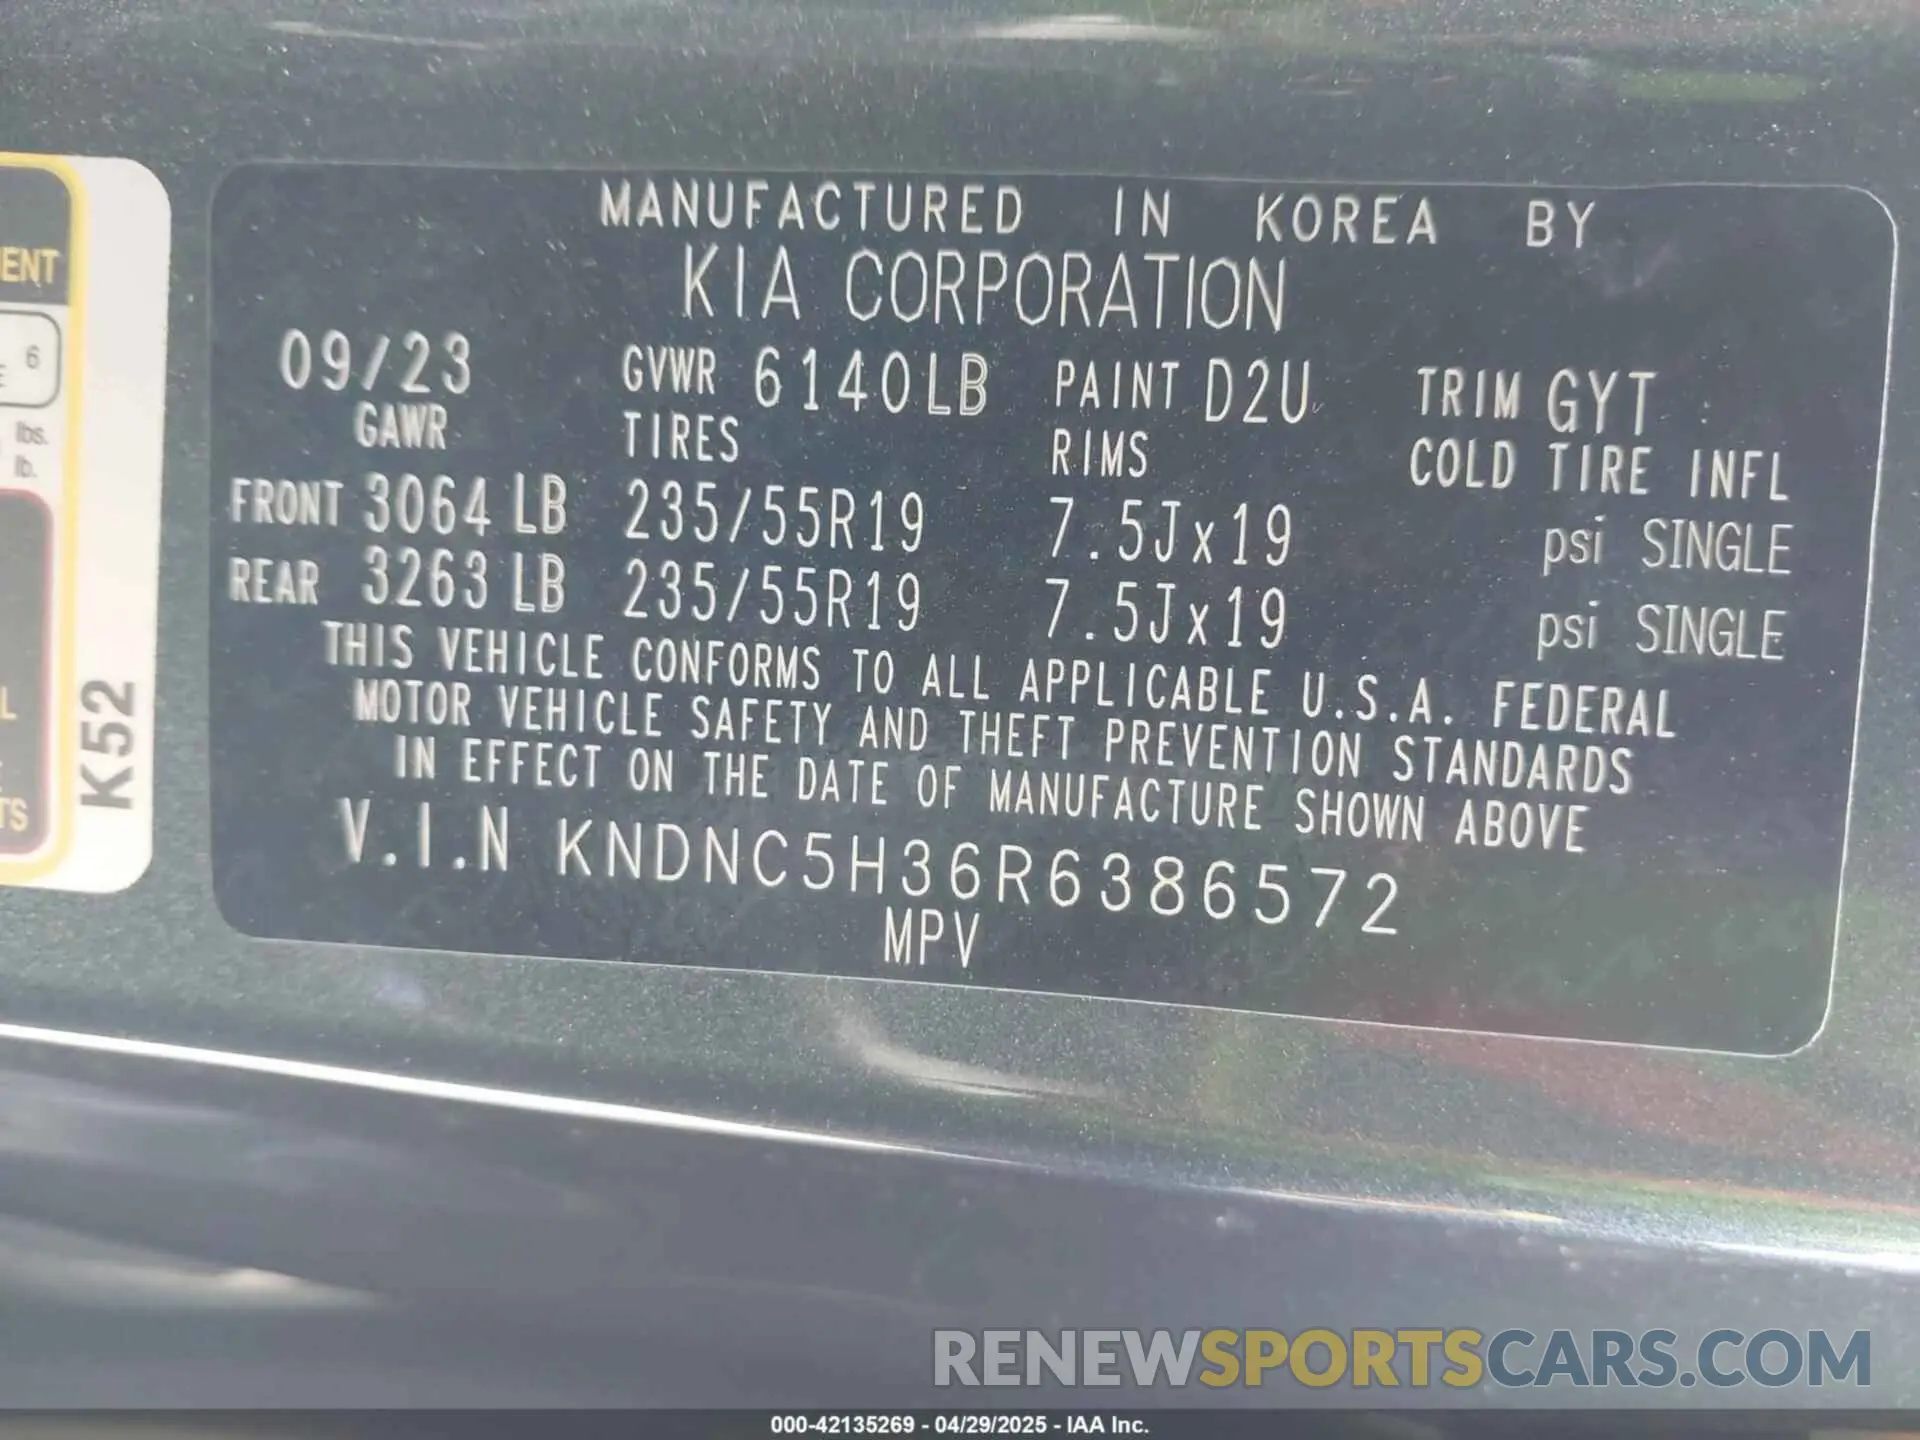 MANUFACTURED IN KOREA BY
KIA CORPORATION
09/23 GVWR 6140LB PAINT D2U TRIM GYT
GAWR TIRES RIMS COLD TIRE INFL
FRONT 3064 LB 235/55R19 7.5Jx19 psi SINGLE
REAR 3263 LB 235/55R19 7.5Jx19 psi SINGLE
THIS VEHICLE CONFORMS TO ALL APPLICABLE U.S.A. FEDERAL
MOTOR VEHICLE SAFETY AND THEFT PREVENTION STANDARDS
IN EFFECT ON THE DATE OF MANUFACTURE SHOWN ABOVE
V.I.N KNDNC5H36R6386572
MPV
6
lbs.
lb.
K52
RENEWSPORTSCARS.COM
000-42135269 - 04/29/2025 - IAA Inc.